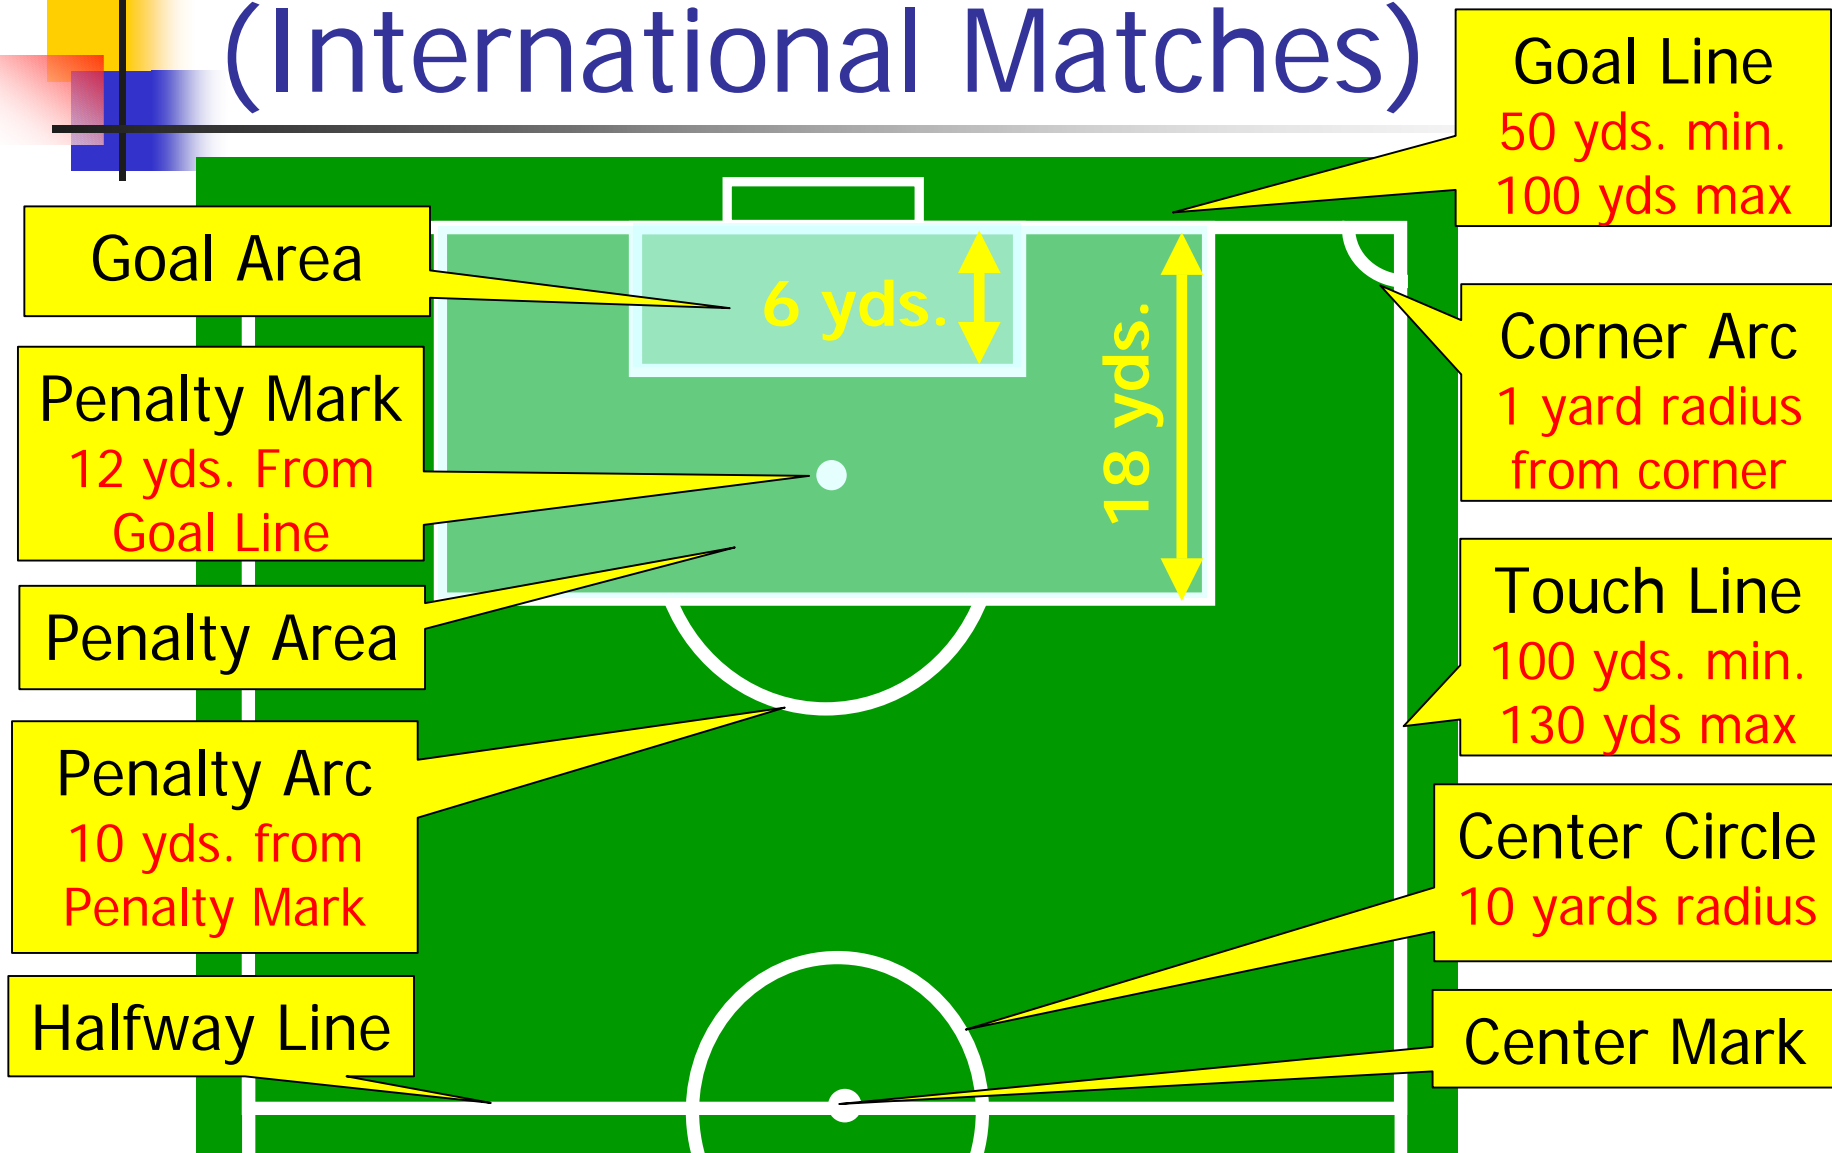 (International Matches)
Goal Line
50 yds. min.
100 yds max
Goal Area
6 yds.
18 yds.
Corner Arc
1 yard radius
from corner
Penalty Mark
12 yds. From
Goal Line
Penalty Area
Touch Line
100 yds. min.
130 yds max
Penalty Arc
10 yds. from
Penalty Mark
Center Circle
10 yards radius
Halfway Line
Center Mark